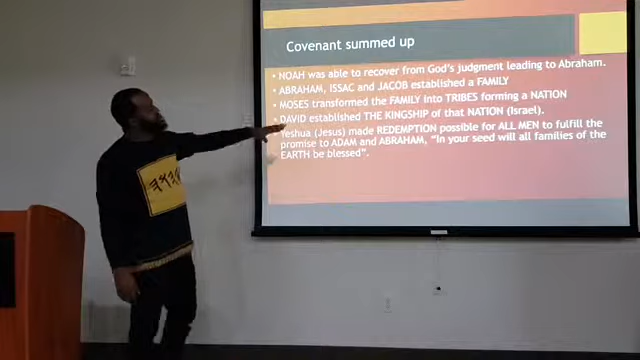 Covenant summed up
• NOAH was able to recover from God's judgment leading to Abraham.
• ABRAHAM, ISSAC and JACOB established a FAMILY
• MOSES transformed the FAMILY into TRIBES forming a NATION
• DAVID established THE KINGSHIP of that NATION (Israel).
Yeshua (Jesus) made REDEMPTION possible for ALL MEN to fulfill the
promise to ADAM and ABRAHAM, "In your seed will all families of the
EARTH be blessed".